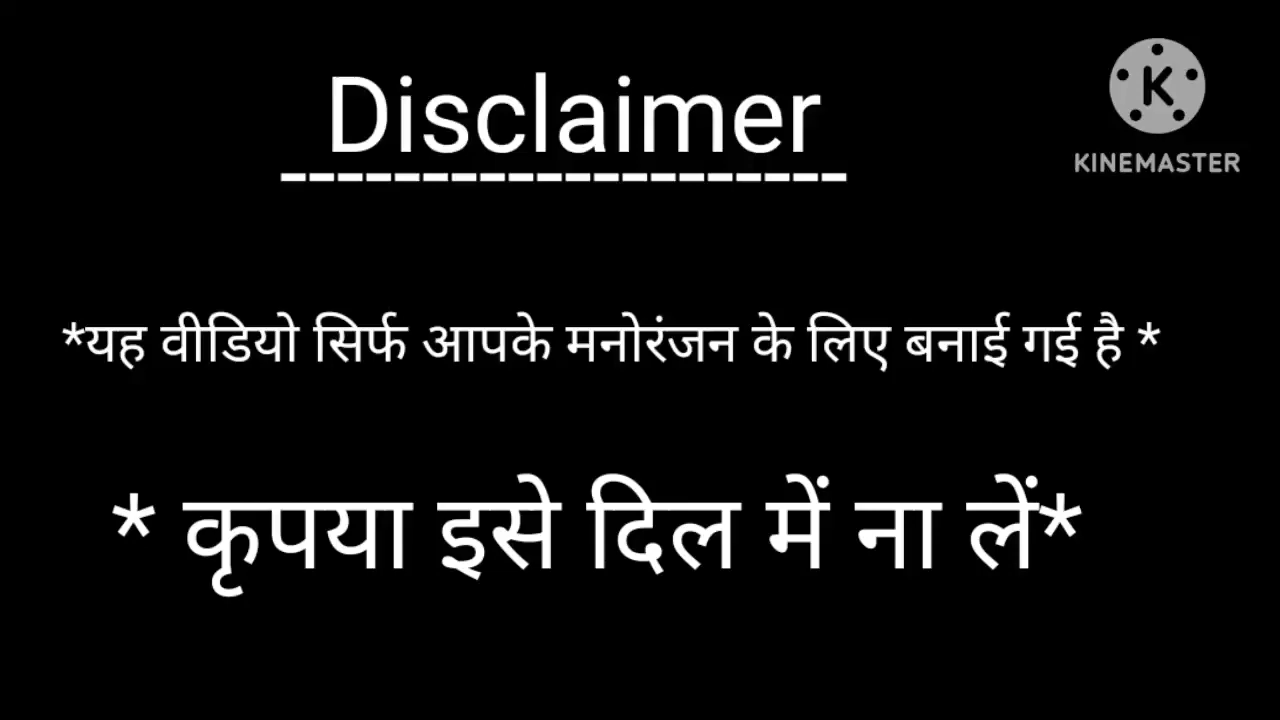 Disclaimer
--------------------
K
KINEMASTER
*यह वीडियो सिर्फ आपके मनोरंजन के लिए बनाई गई है *
* कृपया इसे दिल में ना लें*